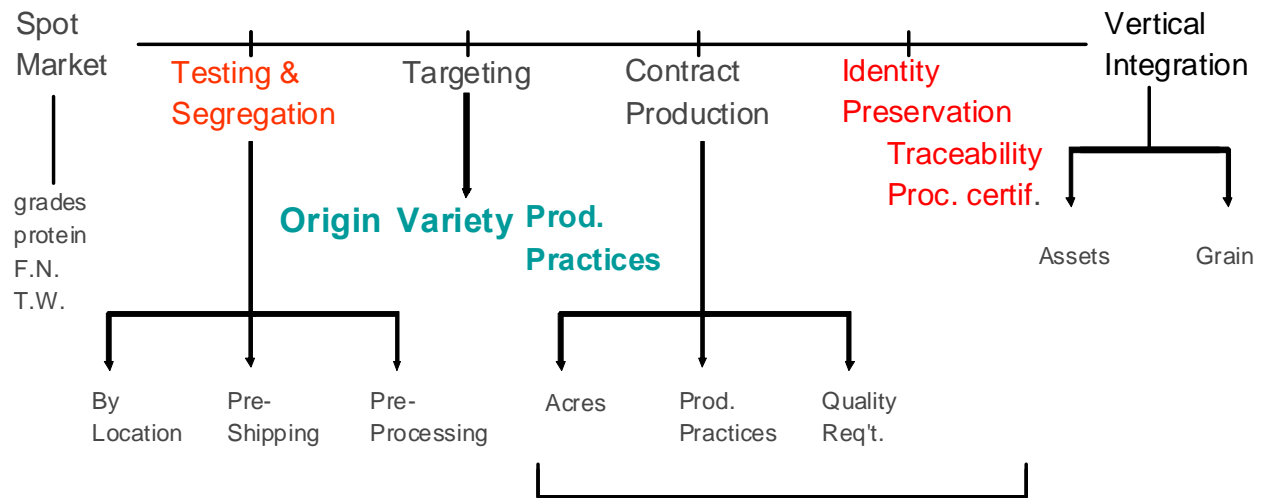 Spot
Market
Testing &
Segregation
Targeting
Contract
Production
Identity
Preservation
Traceability
Proc. certif.
Vertical
Integration
grades
protein
F.N.
T.W.
Origin Variety Prod.
Practices
Assets
Grain
By
Location
Pre-
Shipping
Pre-
Processing
Acres
Prod.
Practices
Quality
Req't.